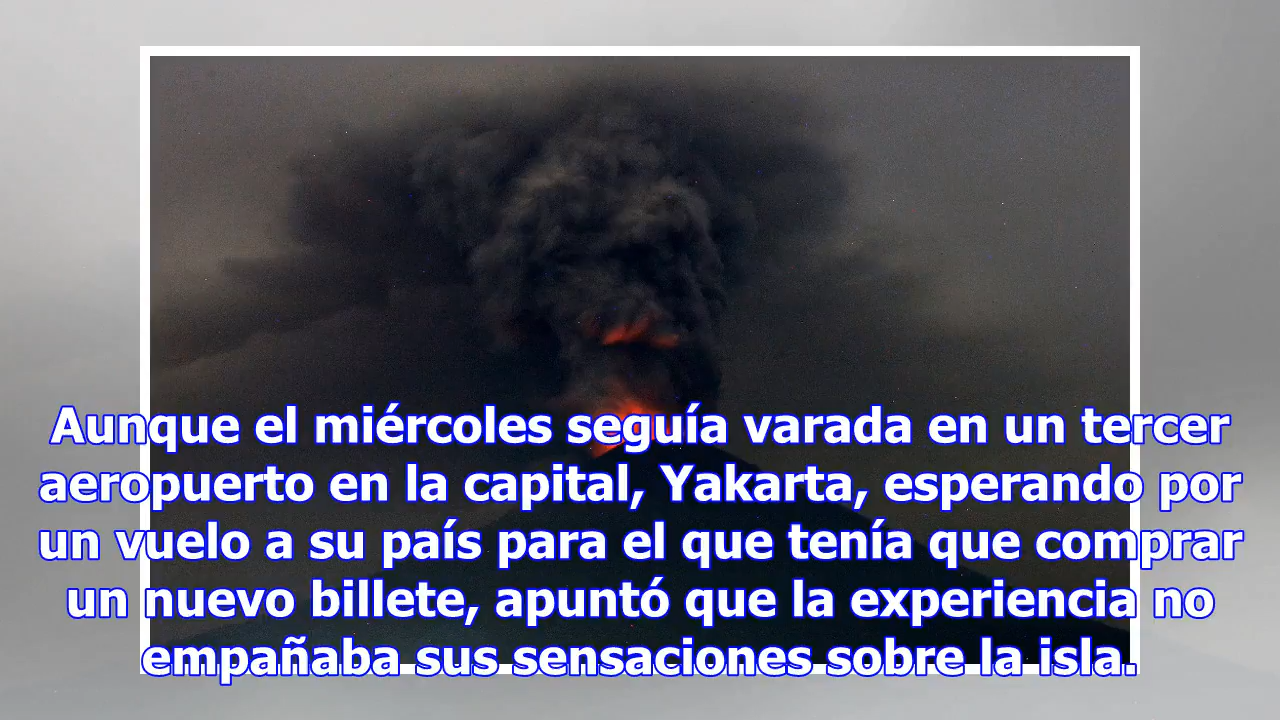 Aunque el miércoles seguía varada en un tercer
aeropuerto en la capital, Yakarta, esperando por
un vuelo a su país para el que tenía que comprar
un nuevo billete, apuntó que la experiencia no
empañaba sus sensaciones sobre la isla.